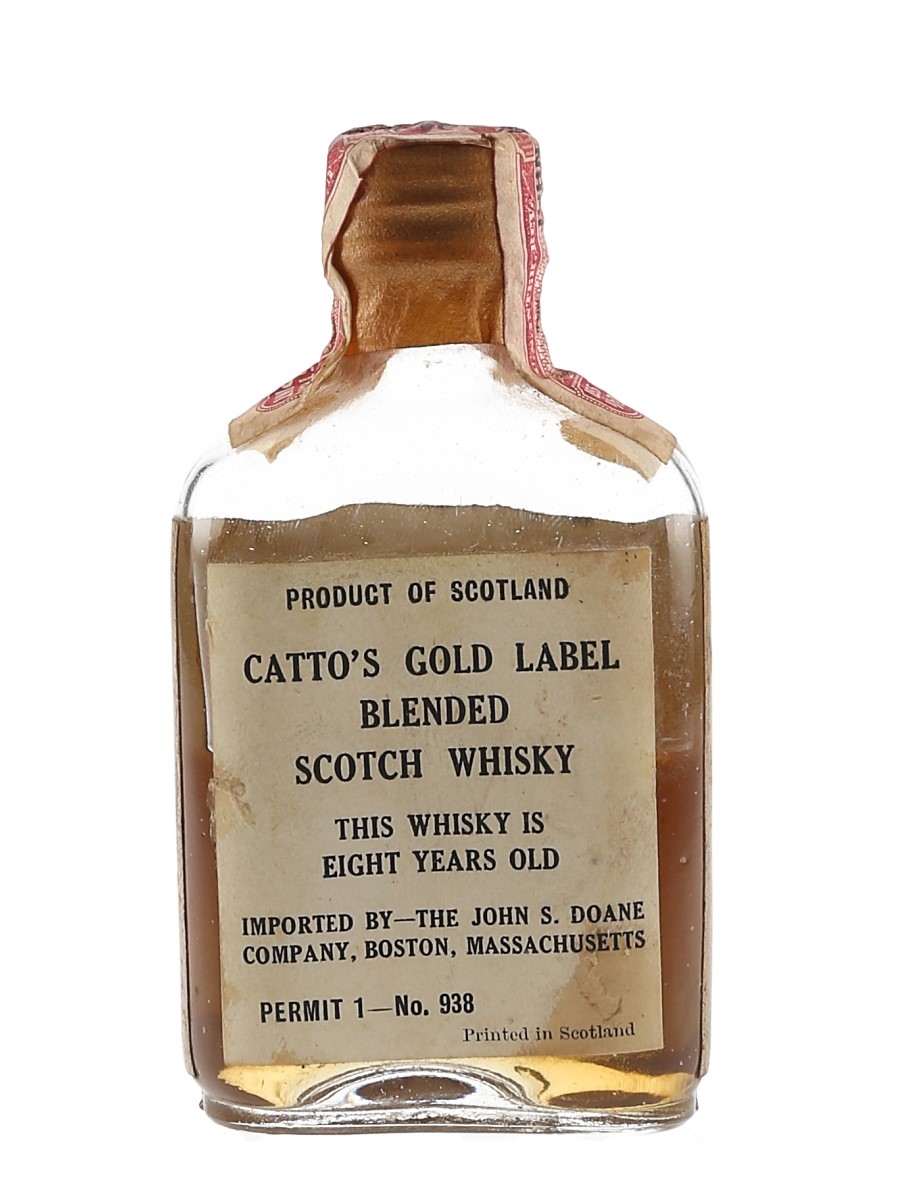 PRODUCT OF SCOTLAND
CATTO'S GOLD LABEL
BLENDED
SCOTCH WHISKY
THIS WHISKY IS
EIGHT YEARS OLD
IMPORTED BY—THE JOHN S. DOANE
COMPANY, BOSTON, MASSACHUSETTS
PERMIT 1—No. 938
Printed in Scotland